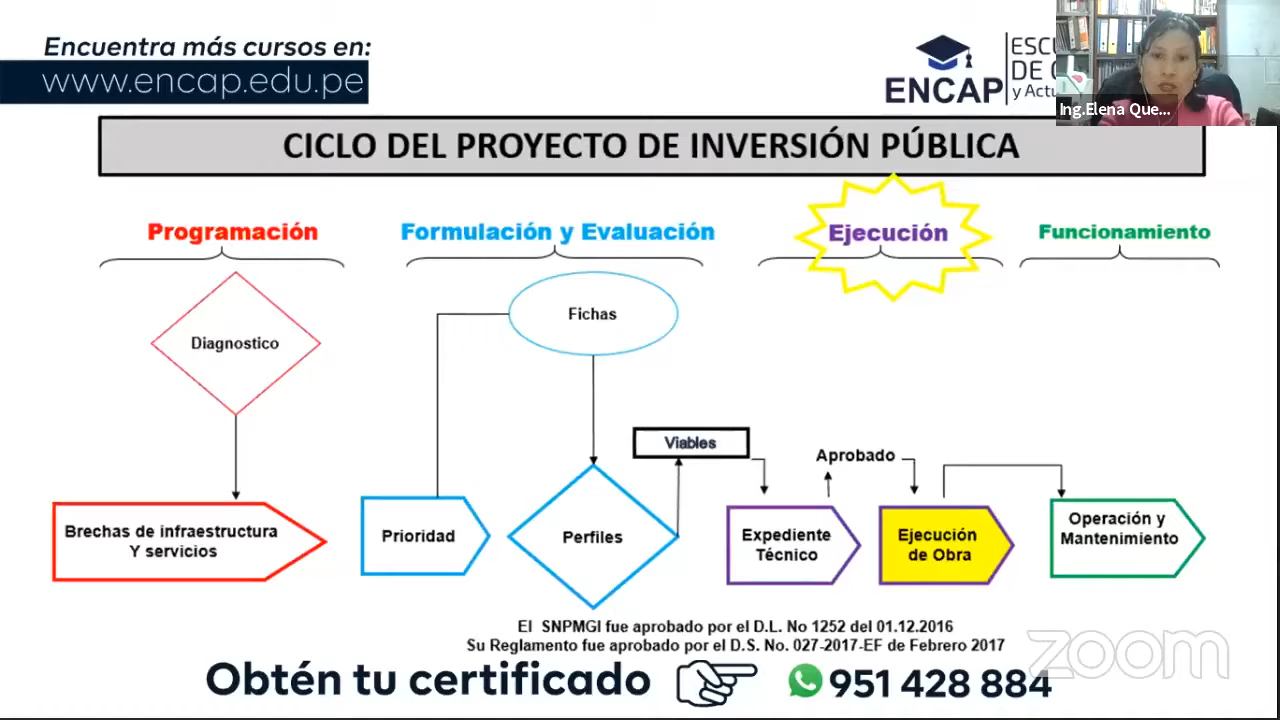 Encuentra más cursos en:
www.encap.edu.pe
ENCAP
ESCU
DE C
y Actu
Ing.Elena Que...
CICLO DEL PROYECTO DE INVERSIÓN PÚBLICA
Programación
Formulación y Evaluación
Ejecución
Funcionamiento
Diagnostico
Fichas
Viables
Aprobado
Brechas de infraestructura
Y servicios
Prioridad
Perfiles
Expediente
Técnico
Ejecución
de Obra
Operación y
Mantenimiento
El SNPMGI fue aprobado por el D.L. No 1252 del 01.12.2016
Su Reglamento fue aprobado por el D.S. No. 027-2017-EF de Febrero 2017
Obtén tu certificado
951 428 884
zoom